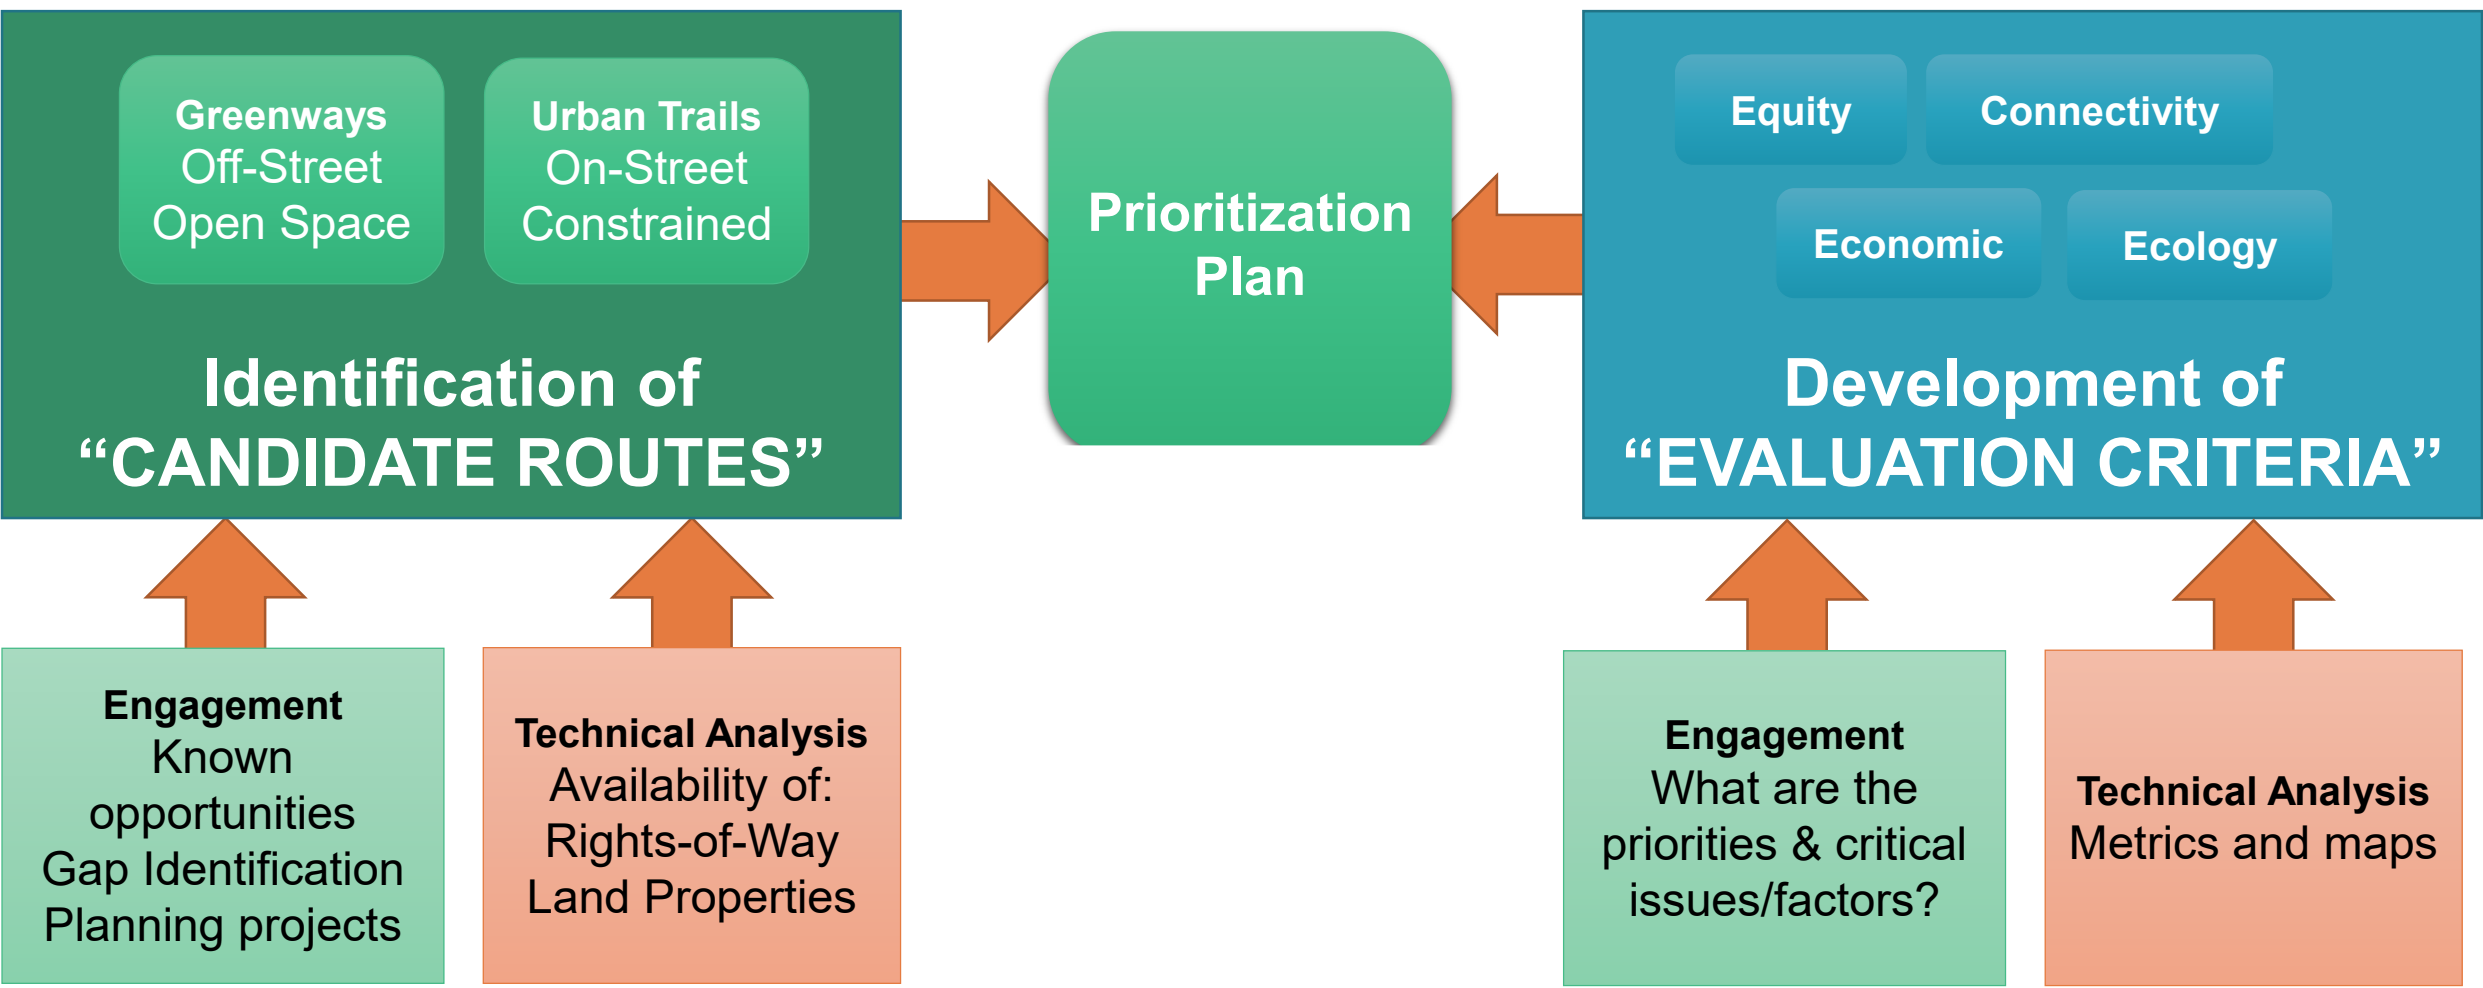 Greenways
Off-Street
Open Space
Urban Trails
On-Street
Constrained
Identification of
“CANDIDATE ROUTES”
Prioritization
Plan
Equity
Connectivity
Economic
Ecology
Development of
“EVALUATION CRITERIA”
Engagement
Known
opportunities
Gap Identification
Planning projects
Technical Analysis
Availability of:
Rights-of-Way
Land Properties
Engagement
What are the
priorities & critical
issues/factors?
Technical Analysis
Metrics and maps